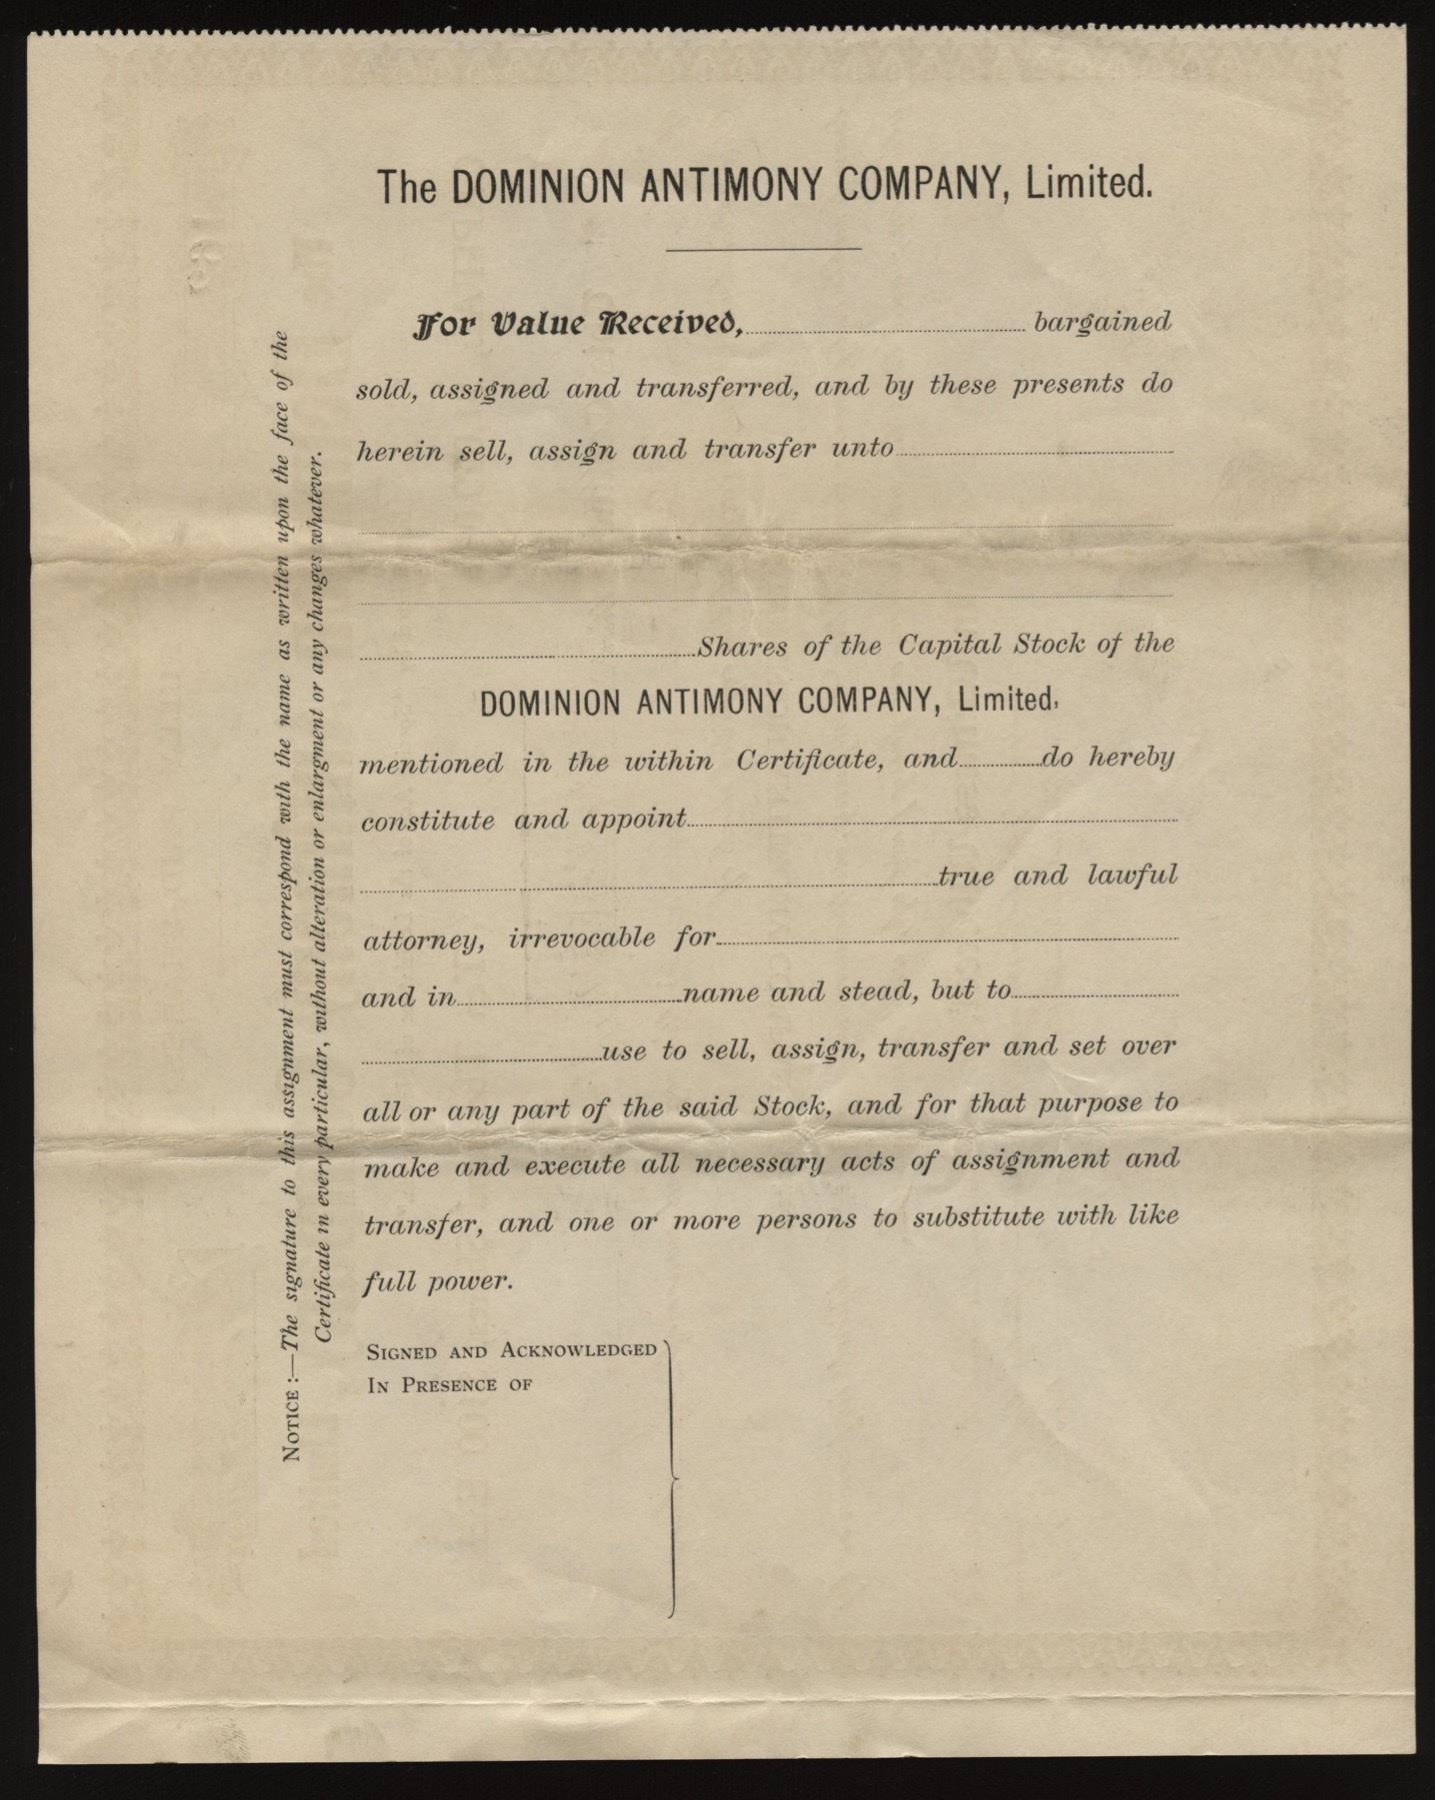 The DOMINION ANTIMONY COMPANY, Limited.
For Value Received, bargained
sold, assigned and transferred, and by these presents do
herein sell, assign and transfer unto
Shares of the Capital Stock of the
DOMINION ANTIMONY COMPANY, Limited,
mentioned in the within Certificate, and do hereby
constitute and appoint
true and lawful
attorney, irrevocable for
and in name and stead, but to
use to sell, assign, transfer and set over
all or any part of the said Stock, and for that purpose to
make and execute all necessary acts of assignment and
transfer, and one or more persons to substitute with like
full power.
SIGNED AND ACKNOWLEDGED
IN PRESENCE OF
NOTICE:—The signature to this assignment must correspond with the name as written upon the face of the
Certificate in every particular, without alteration or enlargment or any changes whatever.